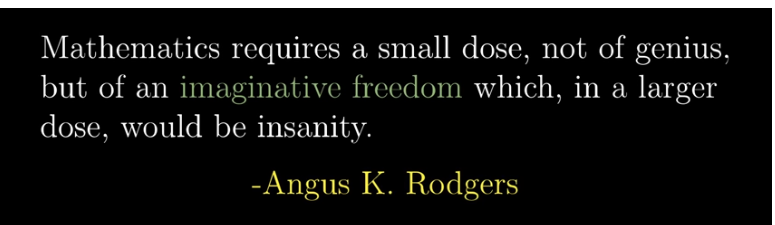 Mathematics requires a small dose, not of genius,
but of an imaginative freedom which, in a larger
dose, would be insanity.
-Angus K. Rodgers